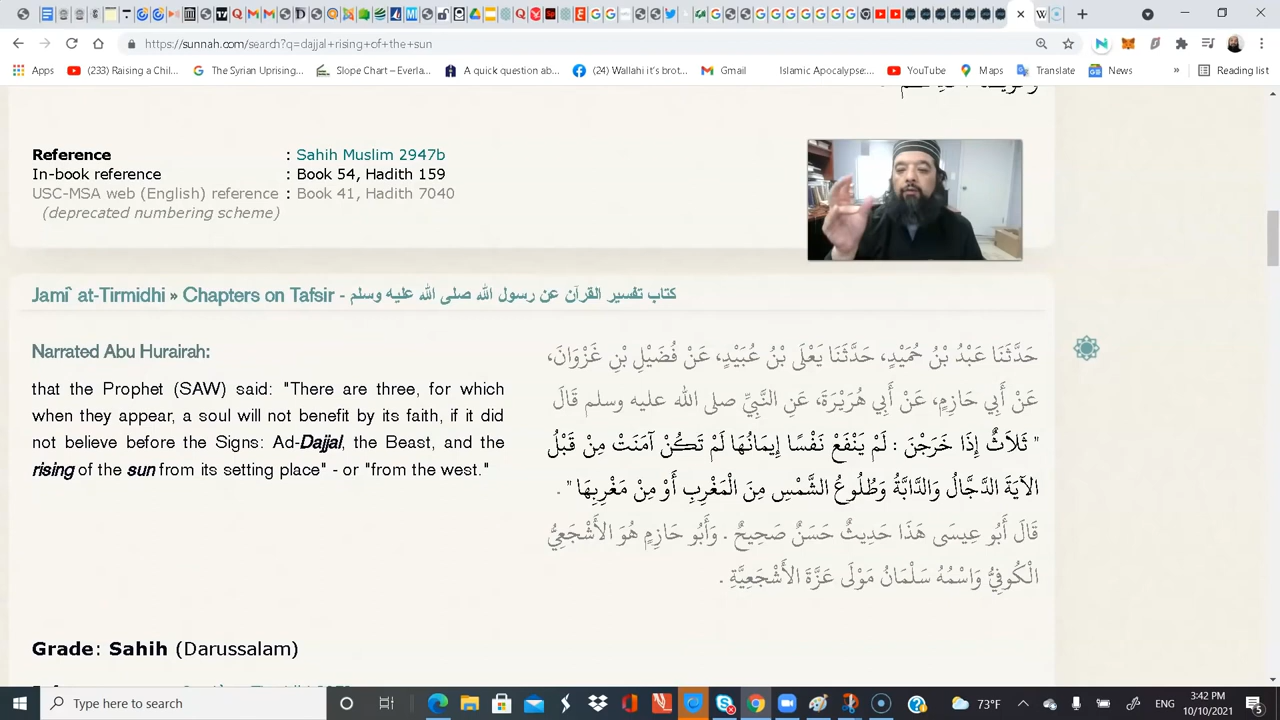 https://sunnah.com/search?q=dajjal+rising+of+the+sun
Apps
(233) Raising a Chil...
The Syrian Uprising...
Slope Chart – Everla...
A quick question ab...
(24) Wallahi it's brot...
Gmail
Islamic Apocalypse:...
YouTube
Maps
Translate
News
»
Reading list
Reference : Sahih Muslim 2947b
In-book reference : Book 54, Hadith 159
USC-MSA web (English) reference : Book 41, Hadith 7040
(deprecated numbering scheme)
Jami` at-Tirmidhi » Chapters on Tafsir - كتاب تفسير القرآن عن رسول الله صلى الله عليه وسلم
Narrated Abu Hurairah:
that the Prophet (SAW) said: "There are three, for which
when they appear, a soul will not benefit by its faith, if it did
not believe before the Signs: Ad-Dajjal, the Beast, and the
rising of the sun from its setting place" - or "from the west."
حَدَّثَنَا عَبْدُ بْنُ حُمَيْدٍ، حَدَّثَنَا يَعْلَى بْنُ عُبَيْدٍ، عَنْ فُضَيْلِ بْنِ غَزْوَانَ،
عَنْ أَبِي حَازِمٍ، عَنْ أَبِي هُرَيْرَةَ، عَنِ النَّبِيِّ صلى الله عليه وسلم قَالَ
" ثَلاَثٌ إِذَا خَرَجْنَ : لَمْ يَنْفَعْ نَفْسًا إِيمَانُهَا لَمْ تَكُنْ آمَنَتْ مِنْ قَبْلُ
الآيَةَ الدَّجَّالُ وَالدَّابَّةُ وَطُلُوعُ الشَّمْسِ مِنَ الْمَغْرِبِ أَوْ مِنْ مَغْرِبِهَا " .
قَالَ أَبُو عِيسَى هَذَا حَدِيثٌ حَسَنٌ صَحِيحٌ . وَأَبُو حَازِمٍ هُوَ الأَشْجَعِيُّ
الْكُوفِيُّ وَاسْمُهُ سَلْمَانُ مَوْلَى عَزَّةَ الأَشْجَعِيَّةِ .
Grade: Sahih (Darussalam)
Type here to search
73°F
ENG
3:42 PM
10/10/2021
5